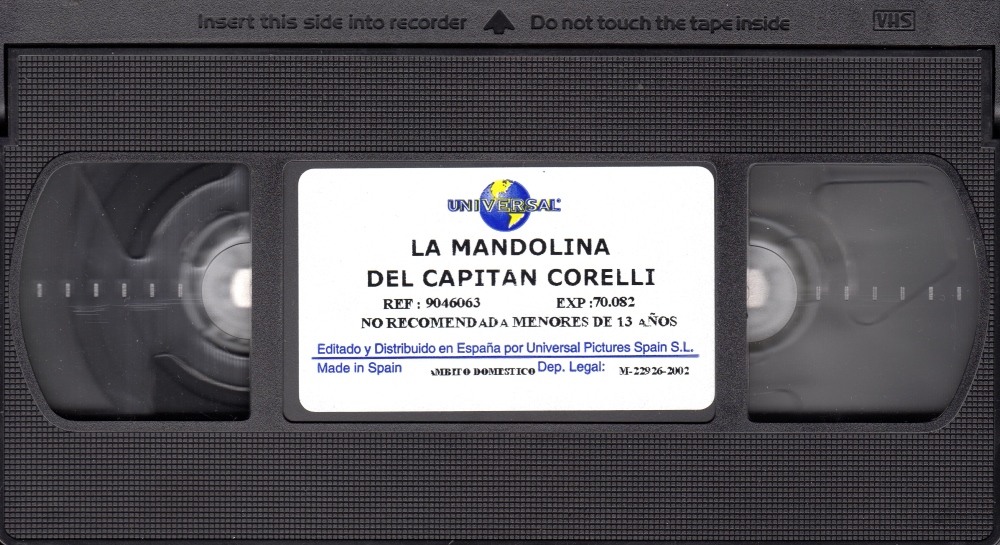 Insert this side into recorder ▲ Do not touch the tape inside VHS
UNIVERSAL
LA MANDOLINA
DEL CAPITAN CORELLI
REF : 9046063 EXP :70.082
NO RECOMENDADA MENORES DE 13 AÑOS
Editado y Distribuido en España por Universal Pictures Spain S.L.
Made in Spain AMBITO DOMESTICO Dep. Legal: M-22926-2002